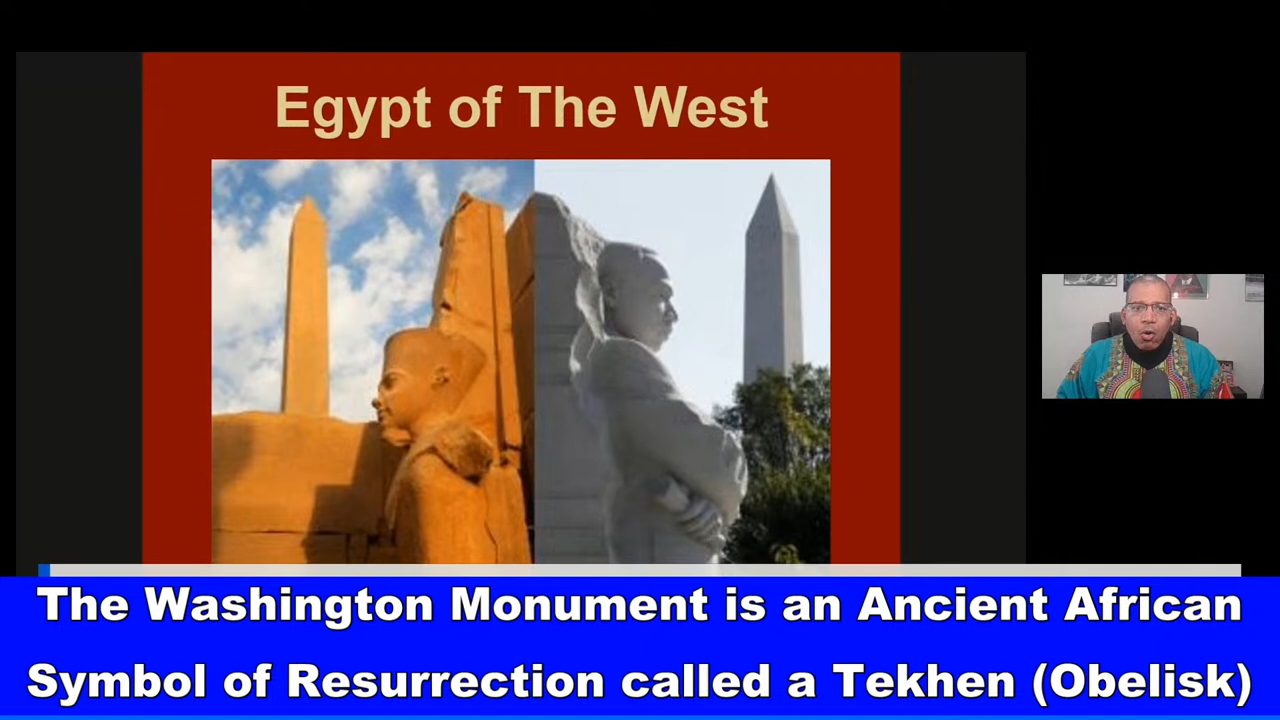 Egypt of The West
The Washington Monument is an Ancient African
Symbol of Resurrection called a Tekhen (Obelisk)